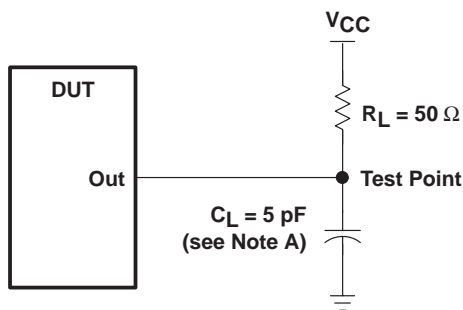 VCC
DUT
RL = 50 Ω
Out
Test Point
CL = 5 pF
(see Note A)